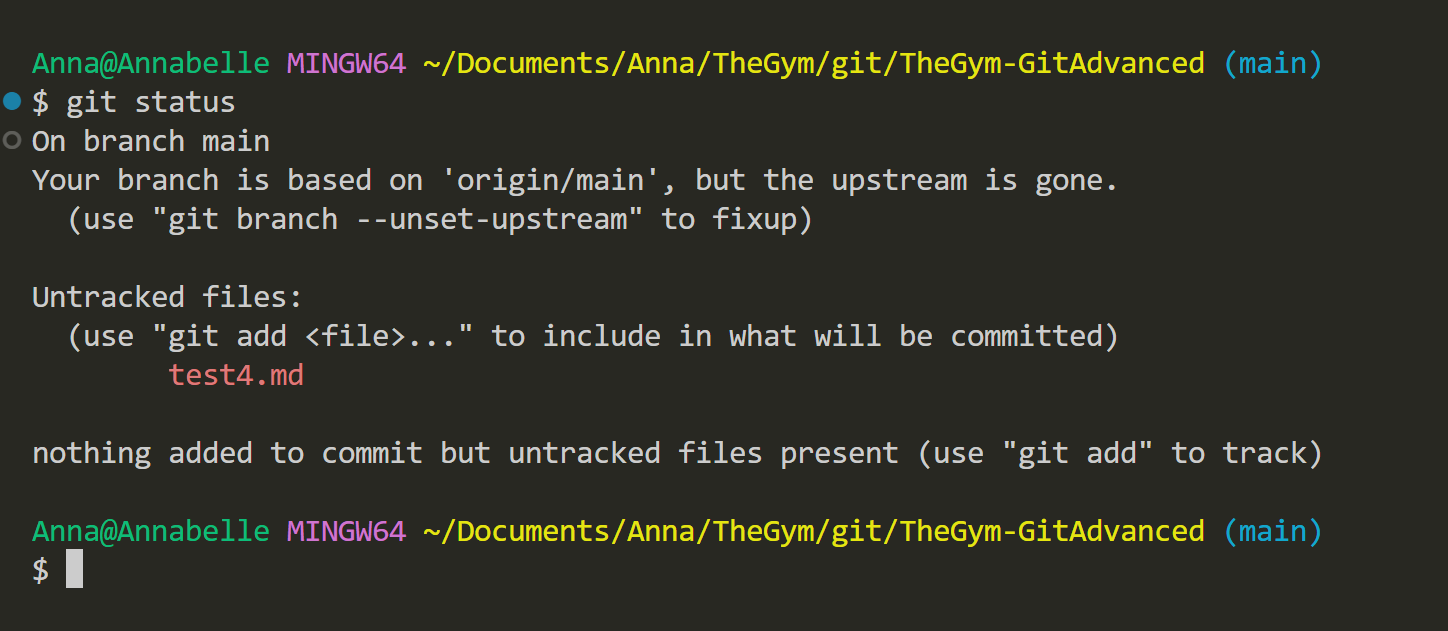 Anna@Annabelle MINGW64 ~/Documents/Anna/TheGym/git/TheGym-GitAdvanced (main)
$ git status
On branch main
Your branch is based on 'origin/main', but the upstream is gone.
  (use "git branch --unset-upstream" to fixup)

Untracked files:
  (use "git add <file>..." to include in what will be committed)
        test4.md

nothing added to commit but untracked files present (use "git add" to track)

Anna@Annabelle MINGW64 ~/Documents/Anna/TheGym/git/TheGym-GitAdvanced (main)
$